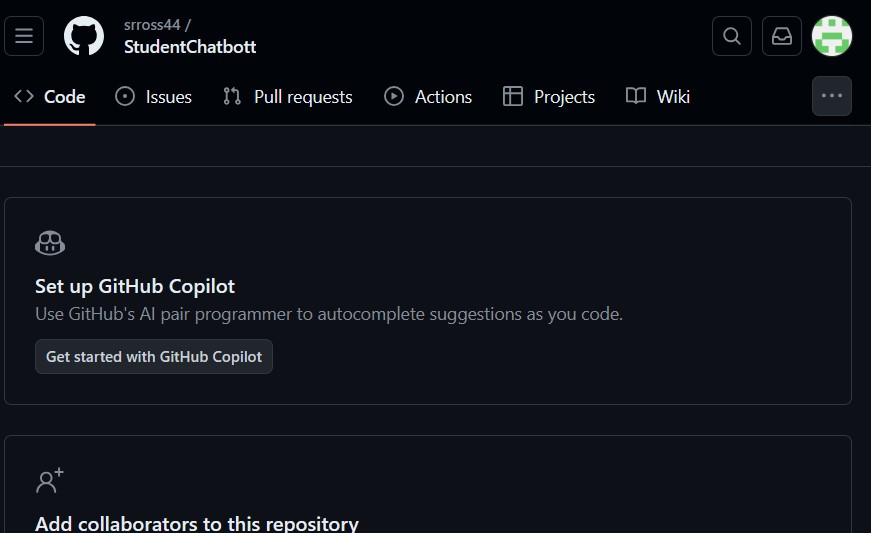 srross44 /
StudentChatbott
Code Issues Pull requests Actions Projects Wiki
Set up GitHub Copilot
Use GitHub's AI pair programmer to autocomplete suggestions as you code.
Get started with GitHub Copilot
Add collaborators to this repository